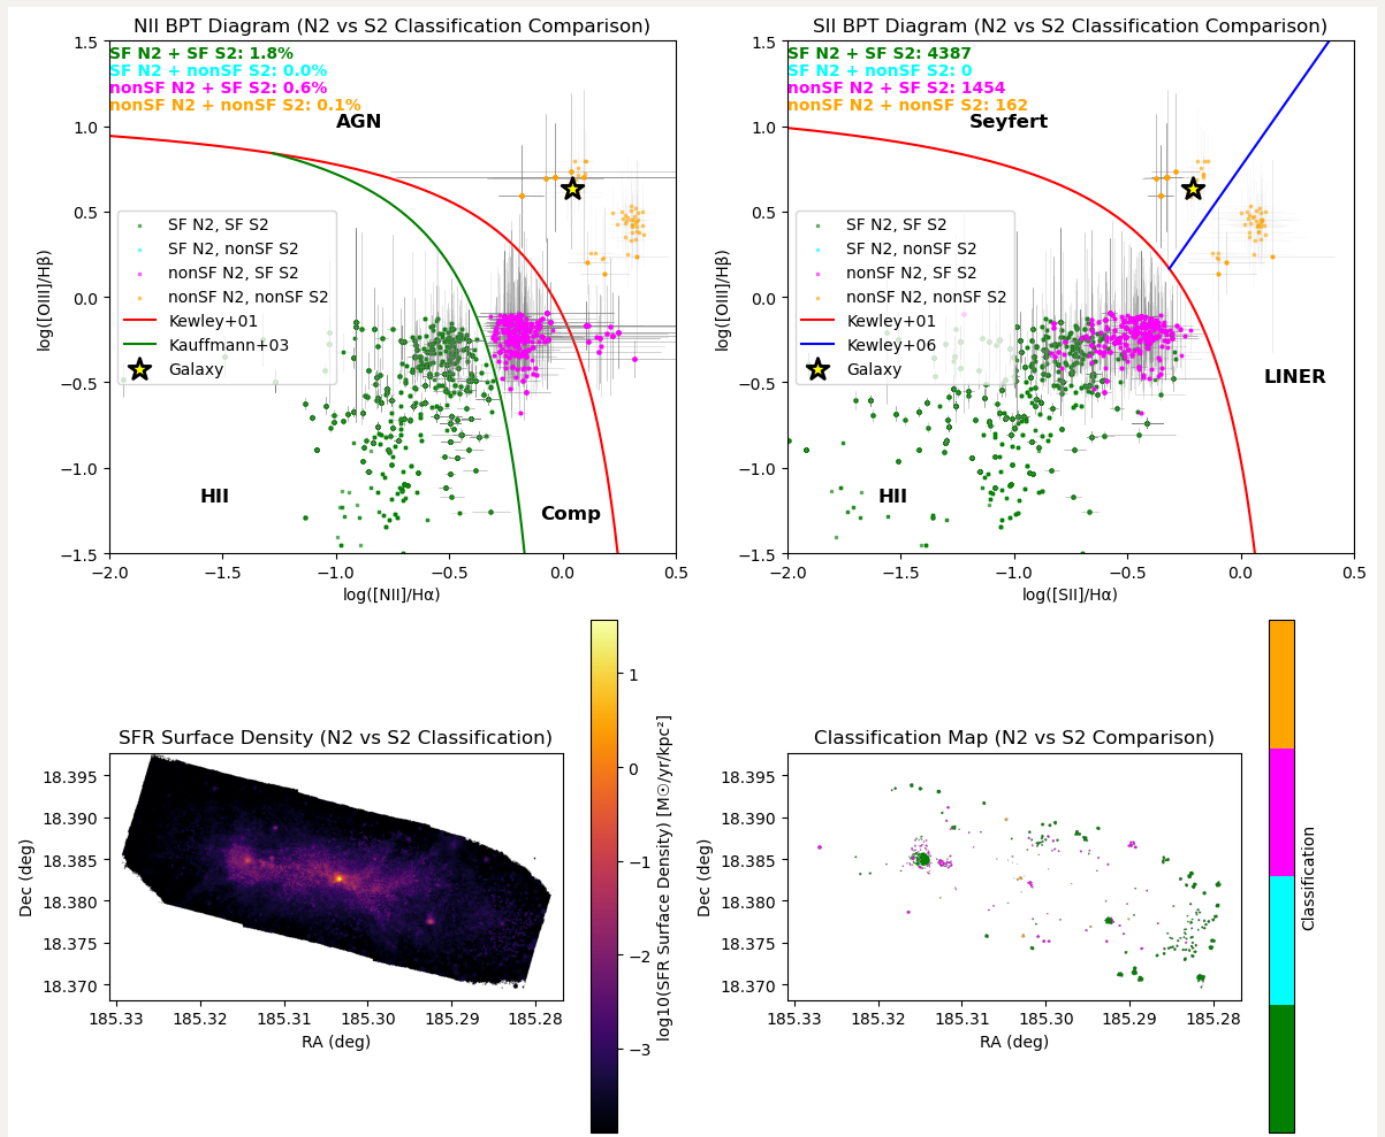 NII BPT Diagram (N2 vs S2 Classification Comparison)
SF N2 + SF S2: 1.8%
SF N2 + nonSF S2: 0.0%
nonSF N2 + SF S2: 0.6%
nonSF N2 + nonSF S2: 0.1%
AGN
SF N2, SF S2
SF N2, nonSF S2
nonSF N2, SF S2
nonSF N2, nonSF S2
Kewley+01
Kauffmann+03
Galaxy
HII
Comp
1.5
1.0
0.5
0.0
−0.5
−1.0
−1.5
log([OIII]/Hβ)
−2.0 −1.5 −1.0 −0.5 0.0 0.5
log([NII]/Hα)
SII BPT Diagram (N2 vs S2 Classification Comparison)
SF N2 + SF S2: 4387
SF N2 + nonSF S2: 0
nonSF N2 + SF S2: 1454
nonSF N2 + nonSF S2: 162
Seyfert
SF N2, SF S2
SF N2, nonSF S2
nonSF N2, SF S2
nonSF N2, nonSF S2
Kewley+01
Kewley+06
Galaxy
LINER
HII
1.5
1.0
0.5
0.0
−0.5
−1.0
−1.5
log([OIII]/Hβ)
−2.0 −1.5 −1.0 −0.5 0.0 0.5
log([SII]/Hα)
SFR Surface Density (N2 vs S2 Classification)
18.395
18.390
18.385
18.380
18.375
18.370
Dec (deg)
185.33 185.32 185.31 185.30 185.29 185.28
RA (deg)
1
0
−1
−2
−3
log10(SFR Surface Density) [M☉/yr/kpc²]
Classification Map (N2 vs S2 Comparison)
18.395
18.390
18.385
18.380
18.375
18.370
Dec (deg)
185.33 185.32 185.31 185.30 185.29 185.28
RA (deg)
Classification